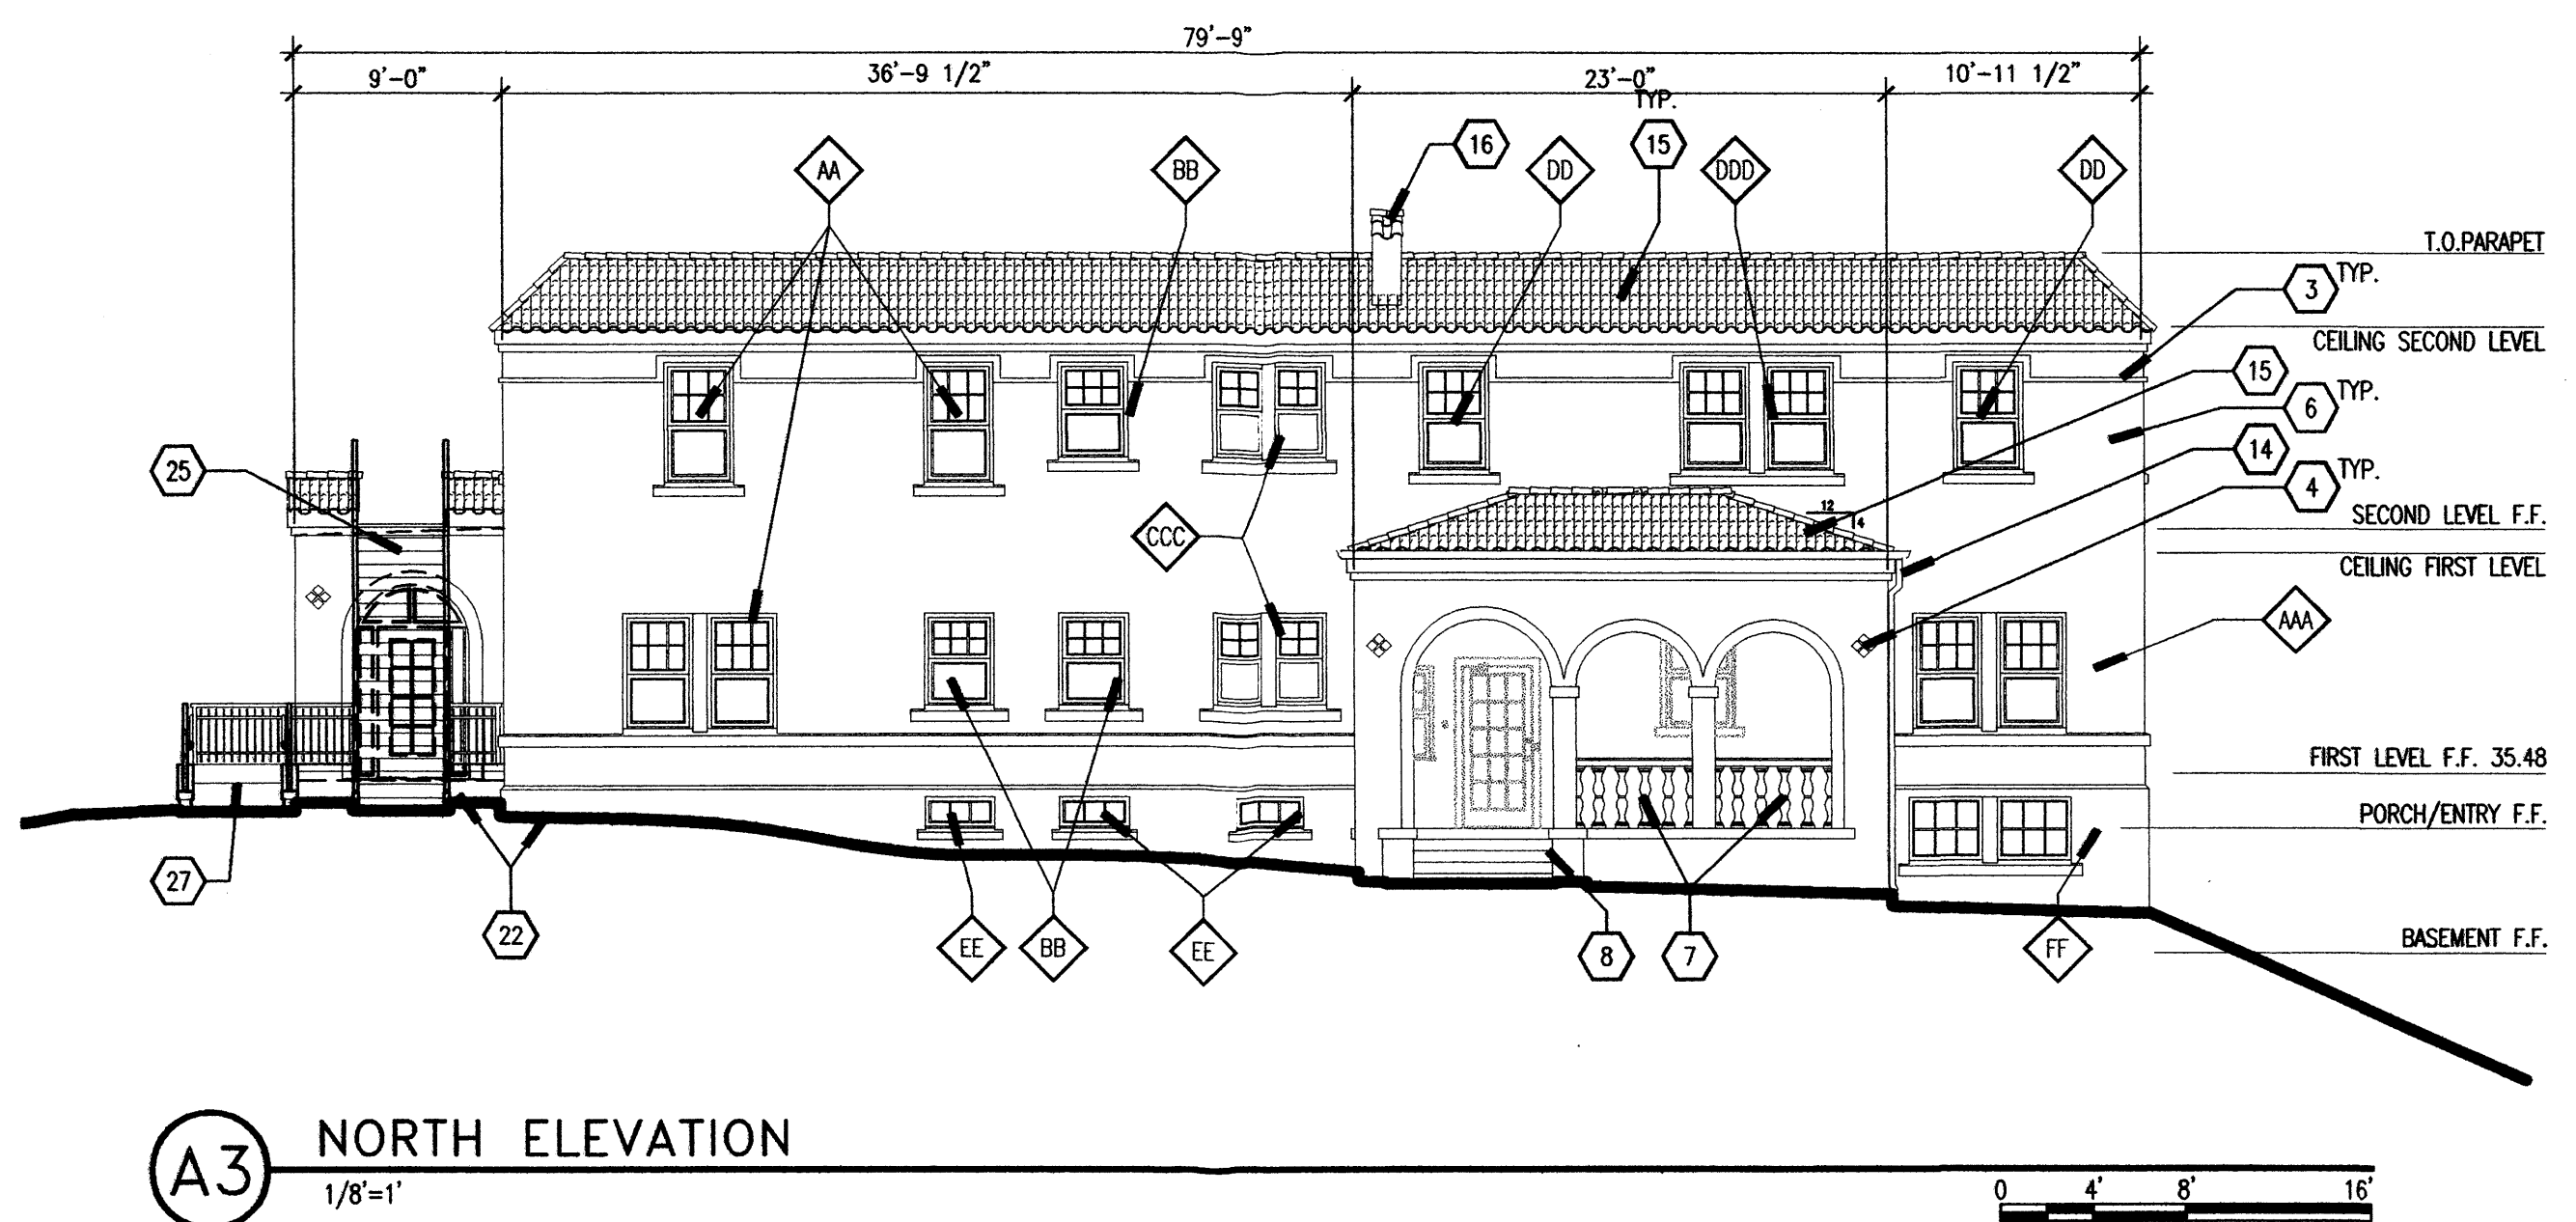 79'-9"
9'-0"
36'-9 1/2"
23'-0"
10'-11 1/2"
TYP.
AA
BB
16
DD
15
DDD
DD
T.O.PARAPET
3 TYP.
CEILING SECOND LEVEL
15
6 TYP.
14
4 TYP.
25
12
4
CCC
SECOND LEVEL F.F.
CEILING FIRST LEVEL
AAA
FIRST LEVEL F.F. 35.48
PORCH/ENTRY F.F.
27
22
EE
BB
EE
8
7
FF
BASEMENT F.F.
A3
NORTH ELEVATION
1/8'=1'
0 4' 8' 16'